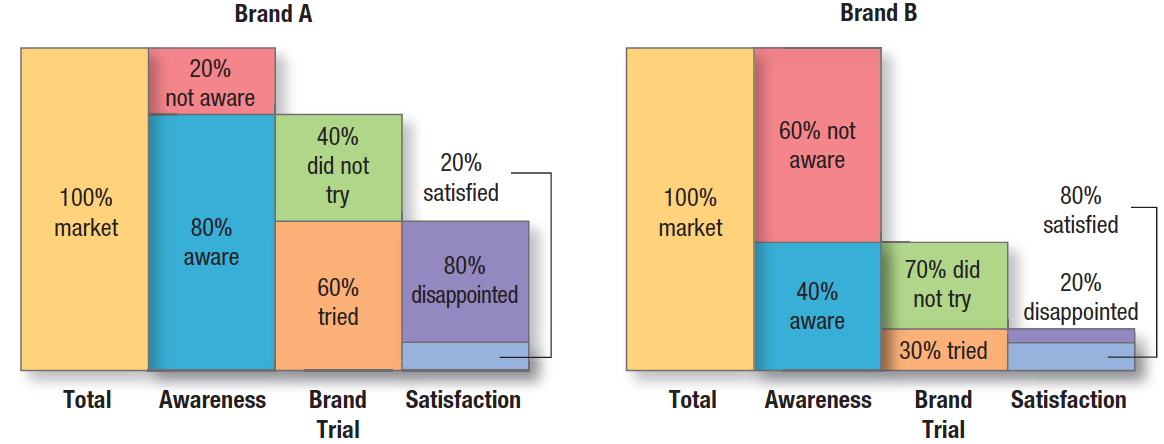 Brand A
20%
not aware
40%
did not
try
20%
satisfied
100%
market
80%
aware
60%
tried
80%
disappointed
Total
Awareness
Brand
Trial
Satisfaction
Brand B
60% not
aware
100%
market
80%
satisfied
40%
aware
70% did
not try
20%
disappointed
30% tried
Total
Awareness
Brand
Trial
Satisfaction